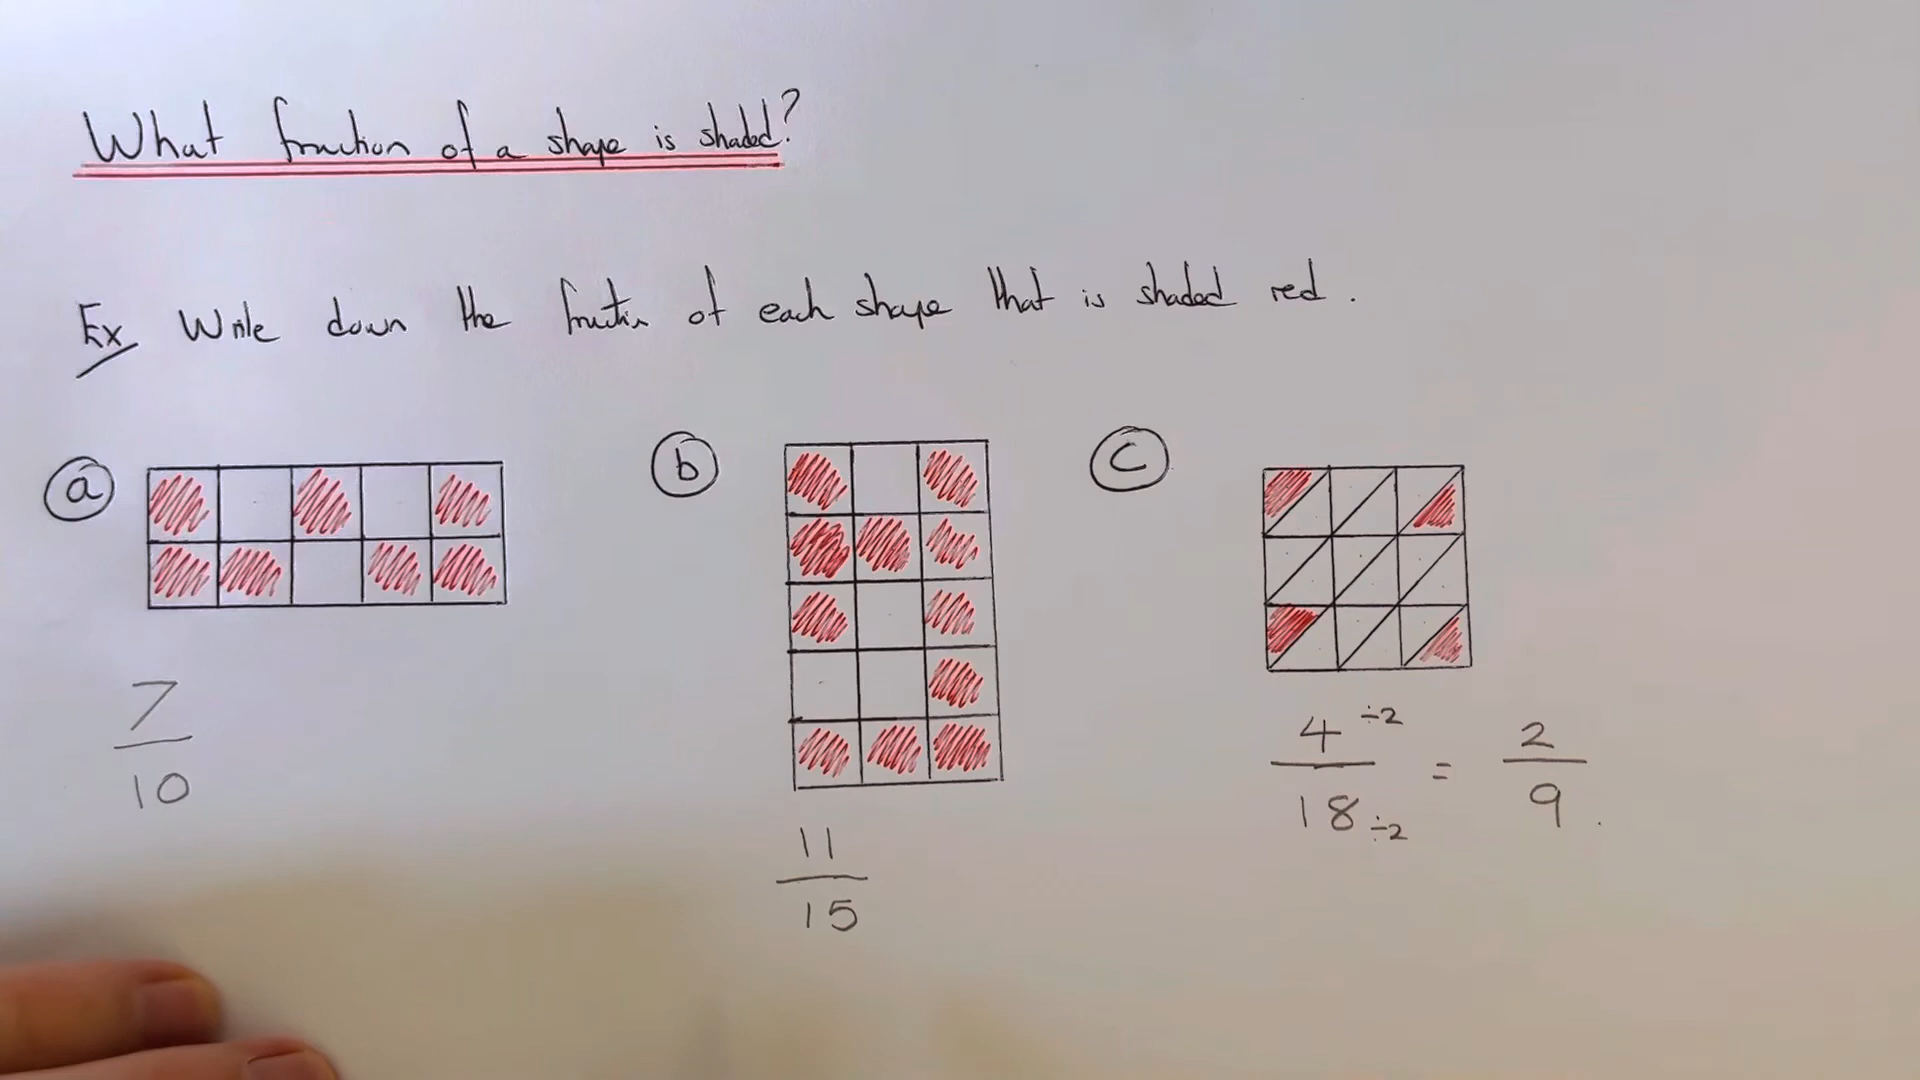 What fraction of a shape is shaded?
Ex Write down the fraction of each shape that is shaded red.
a
b
c
7
10
11
15
4 ÷2
18 ÷2
=
2
9